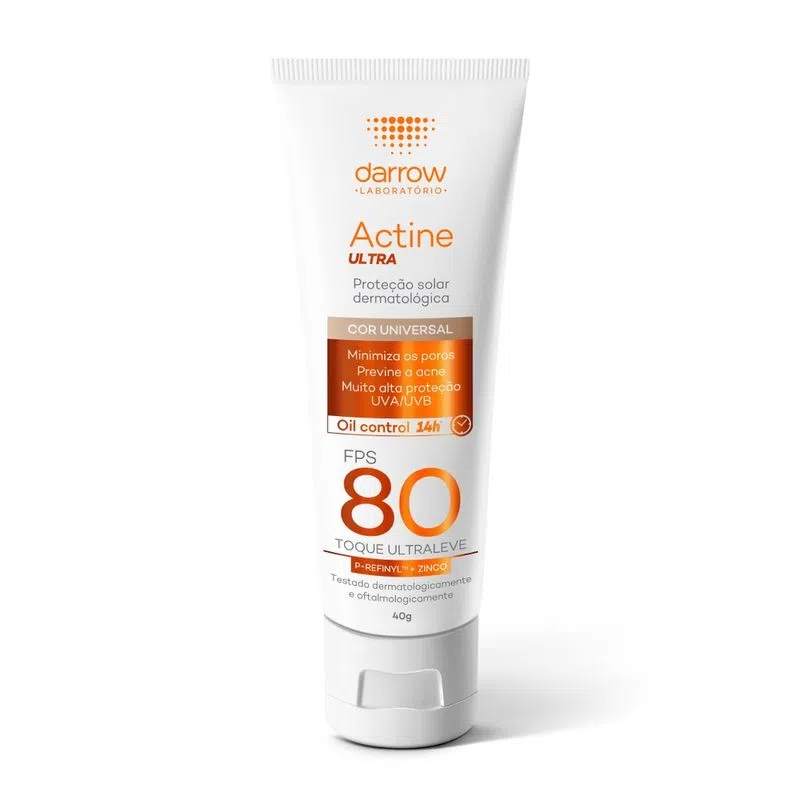 darrow
•LABORATÓRIO•
Actine
ULTRA
Proteção solar
dermatológica
COR UNIVERSAL
Minimiza os poros
Previne a acne
Muito alta proteção
UVA/UVB
Oil control 14h*
FPS
80
TOQUE ULTRALEVE
P-REFINYL™ + ZINCO
Testado dermatologicamente
e oftalmologicamente
40g